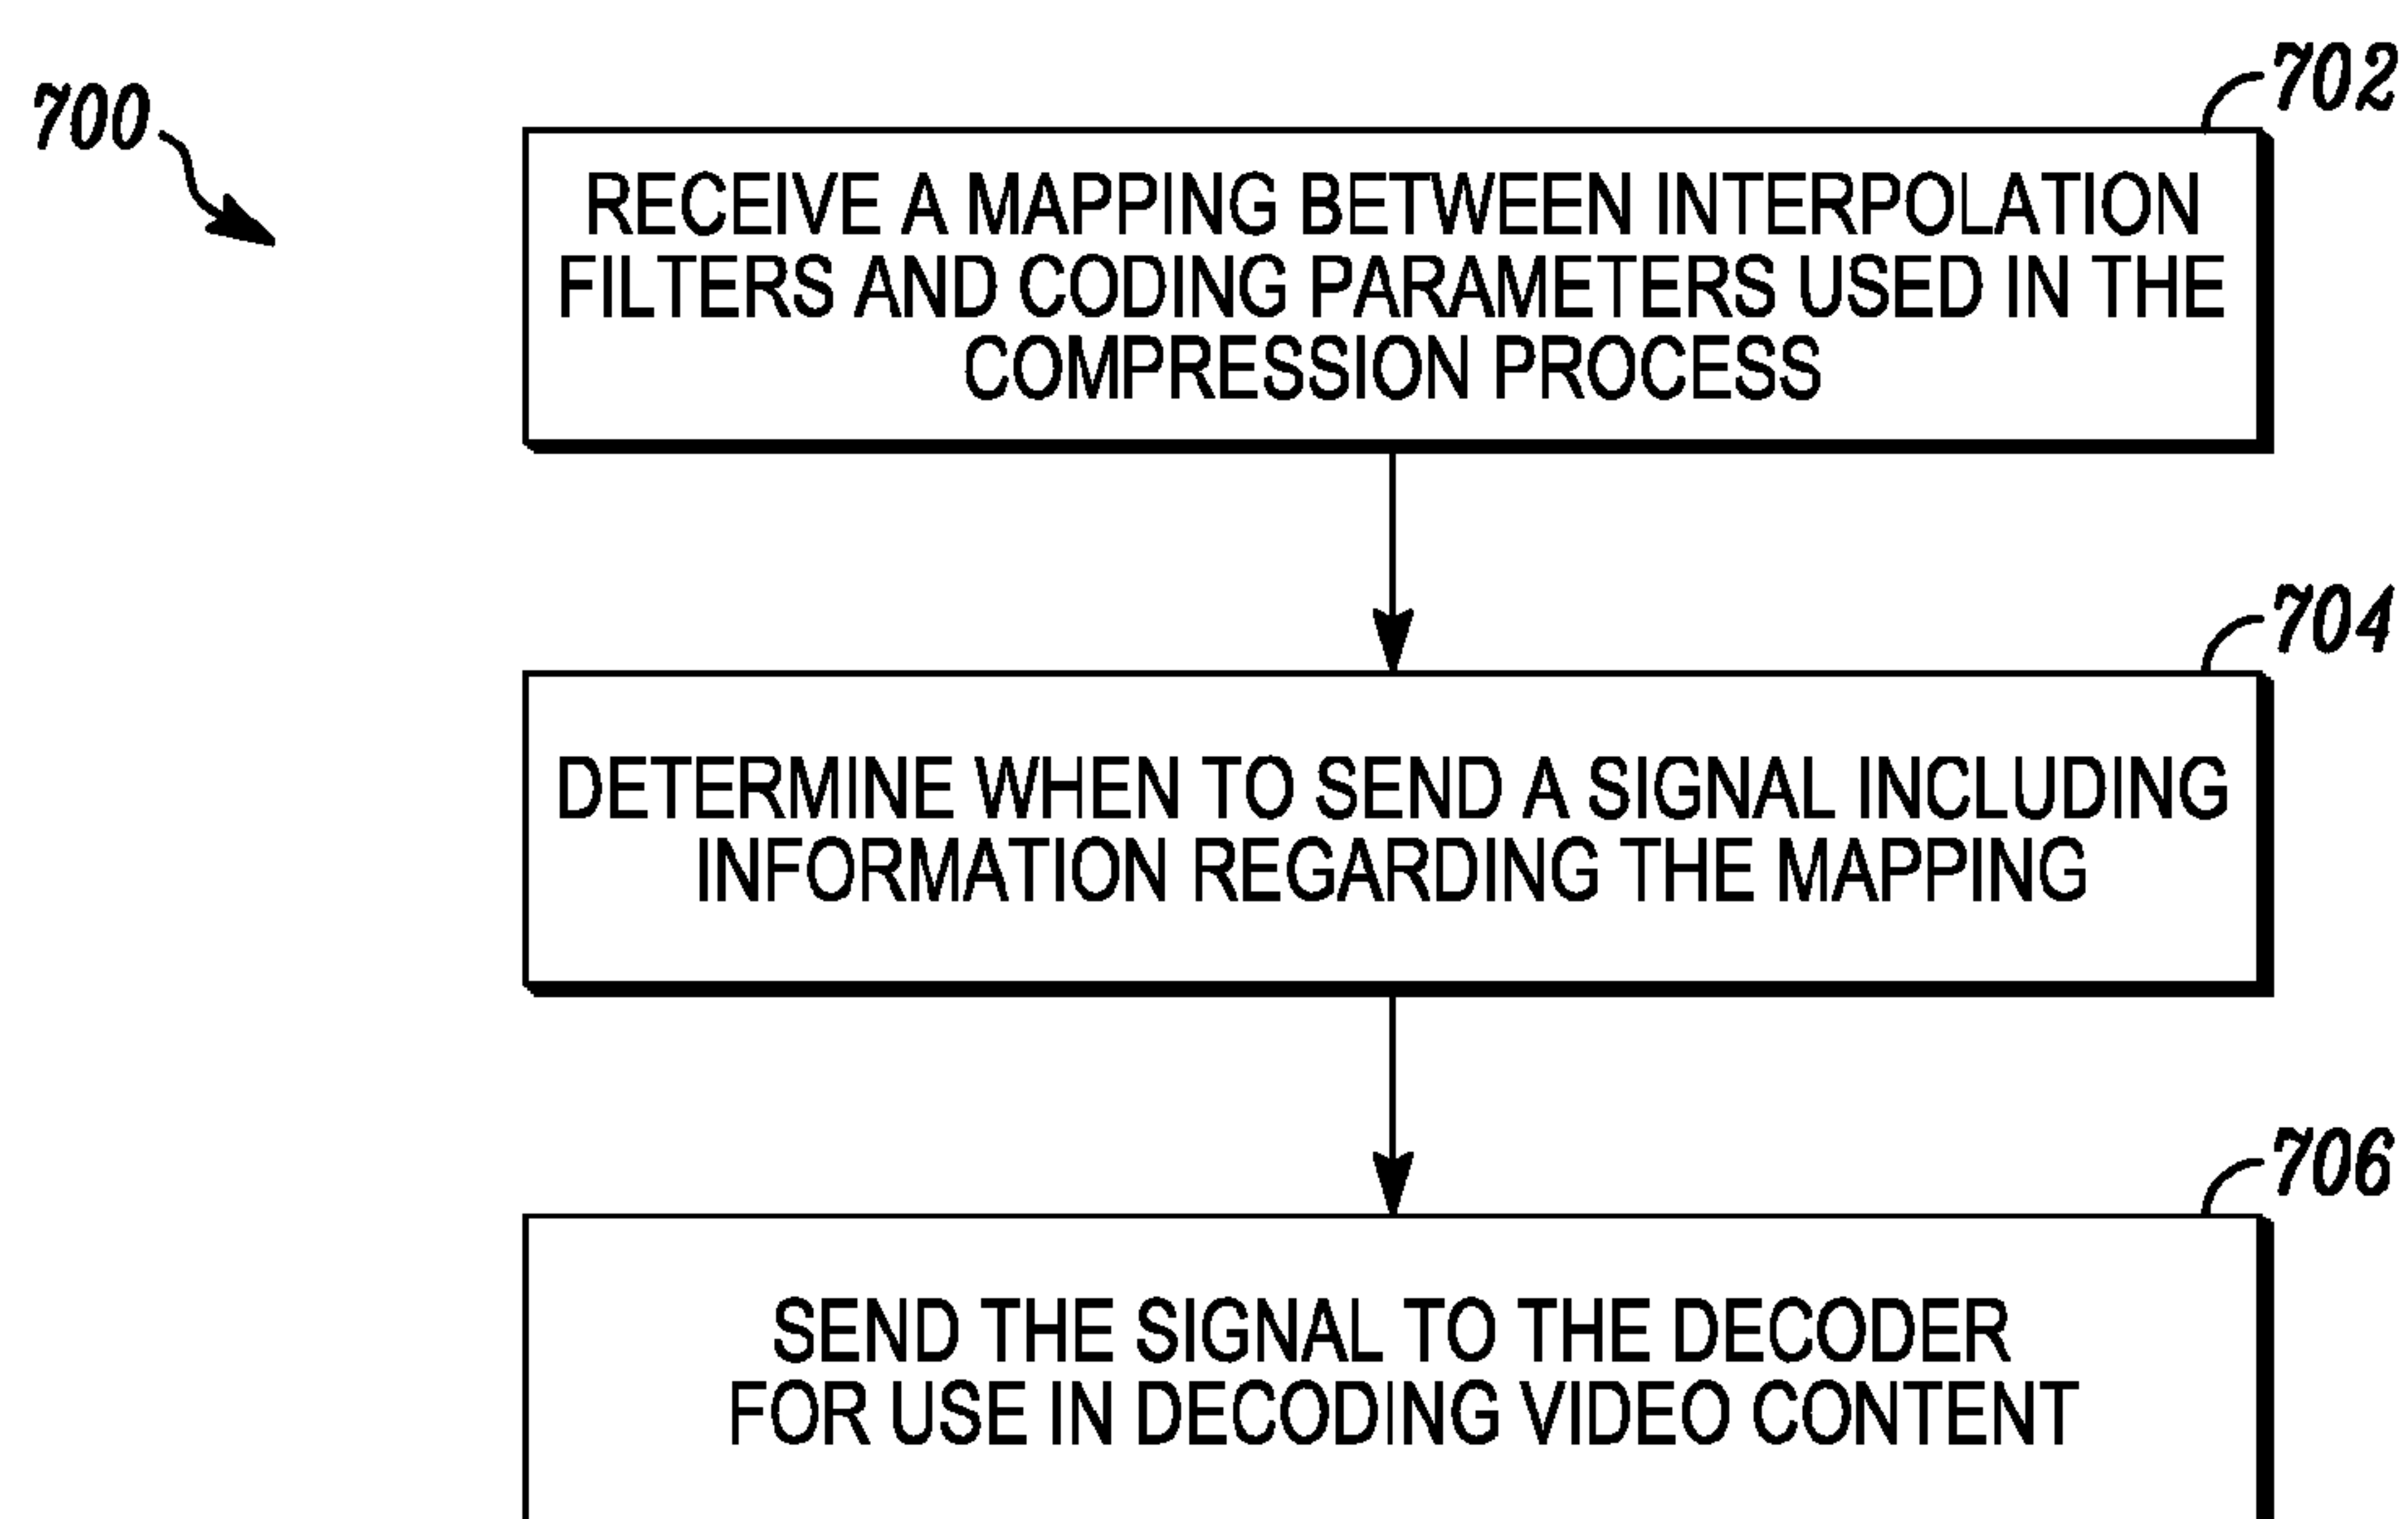 702
700
RECEIVE A MAPPING BETWEEN INTERPOLATION
FILTERS AND CODING PARAMETERS USED IN THE
COMPRESSION PROCESS
704
DETERMINE WHEN TO SEND A SIGNAL INCLUDING
INFORMATION REGARDING THE MAPPING
706
SEND THE SIGNAL TO THE DECODER
FOR USE IN DECODING VIDEO CONTENT